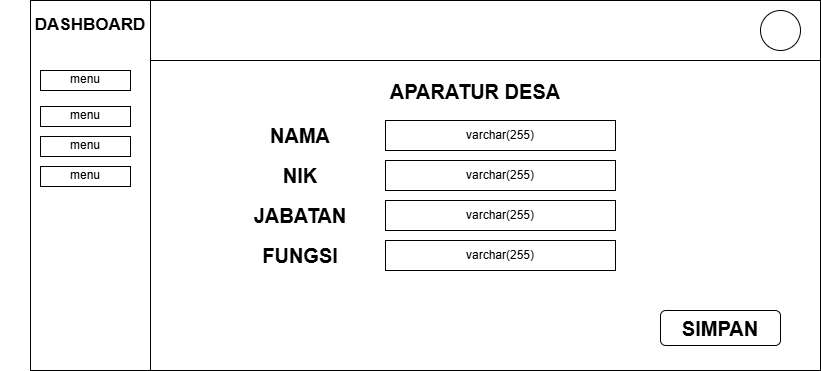 DASHBOARD
menu
menu
menu
menu
APARATUR DESA
NAMA
varchar(255)
NIK
varchar(255)
JABATAN
varchar(255)
FUNGSI
varchar(255)
SIMPAN